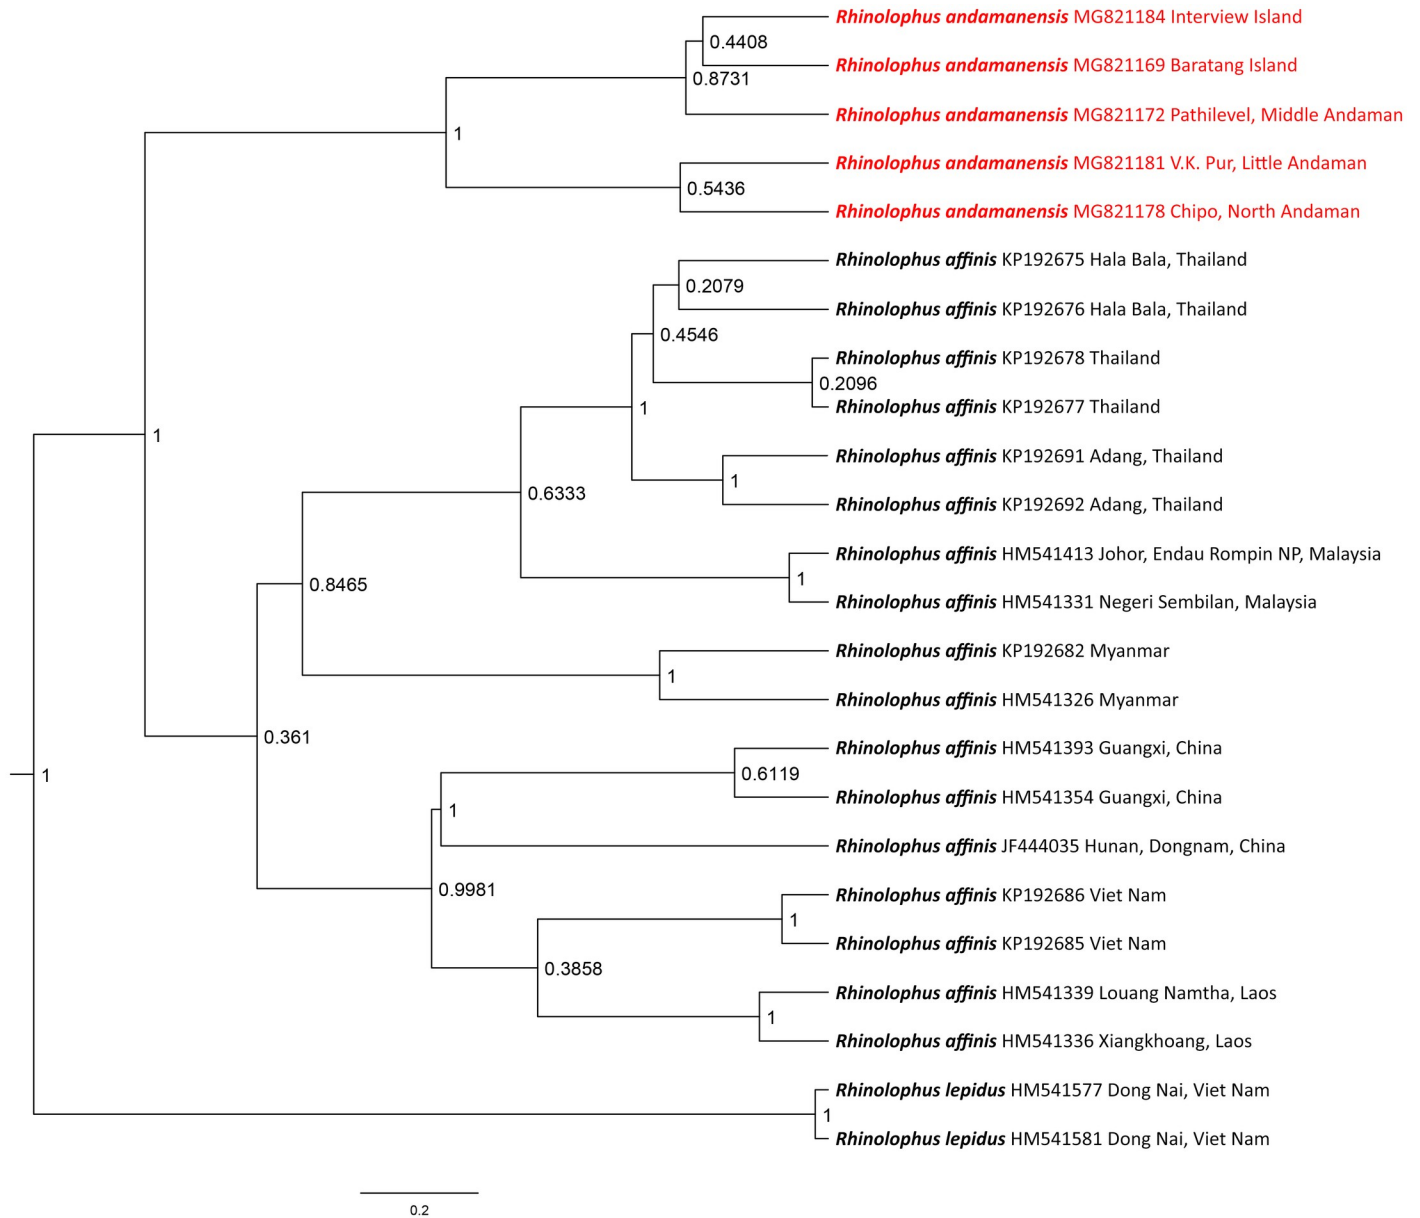 Rhinolophus andamanensis MG821184 Interview Island
0.4408
Rhinolophus andamanensis MG821169 Baratang Island
0.8731
Rhinolophus andamanensis MG821172 Pathilevel, Middle Andaman
1
Rhinolophus andamanensis MG821181 V.K. Pur, Little Andaman
0.5436
Rhinolophus andamanensis MG821178 Chipo, North Andaman
Rhinolophus affinis KP192675 Hala Bala, Thailand
0.2079
Rhinolophus affinis KP192676 Hala Bala, Thailand
0.4546
Rhinolophus affinis KP192678 Thailand
0.2096
Rhinolophus affinis KP192677 Thailand
1
1
Rhinolophus affinis KP192691 Adang, Thailand
1
Rhinolophus affinis KP192692 Adang, Thailand
0.6333
Rhinolophus affinis HM541413 Johor, Endau Rompin NP, Malaysia
1
0.8465
Rhinolophus affinis HM541331 Negeri Sembilan, Malaysia
Rhinolophus affinis KP192682 Myanmar
1
Rhinolophus affinis HM541326 Myanmar
0.361
Rhinolophus affinis HM541393 Guangxi, China
0.6119
1
Rhinolophus affinis HM541354 Guangxi, China
1
Rhinolophus affinis JF444035 Hunan, Dongnam, China
0.9981
Rhinolophus affinis KP192686 Viet Nam
1
Rhinolophus affinis KP192685 Viet Nam
0.3858
Rhinolophus affinis HM541339 Louang Namtha, Laos
1
Rhinolophus affinis HM541336 Xiangkhoang, Laos
Rhinolophus lepidus HM541577 Dong Nai, Viet Nam
1
Rhinolophus lepidus HM541581 Dong Nai, Viet Nam
0.2